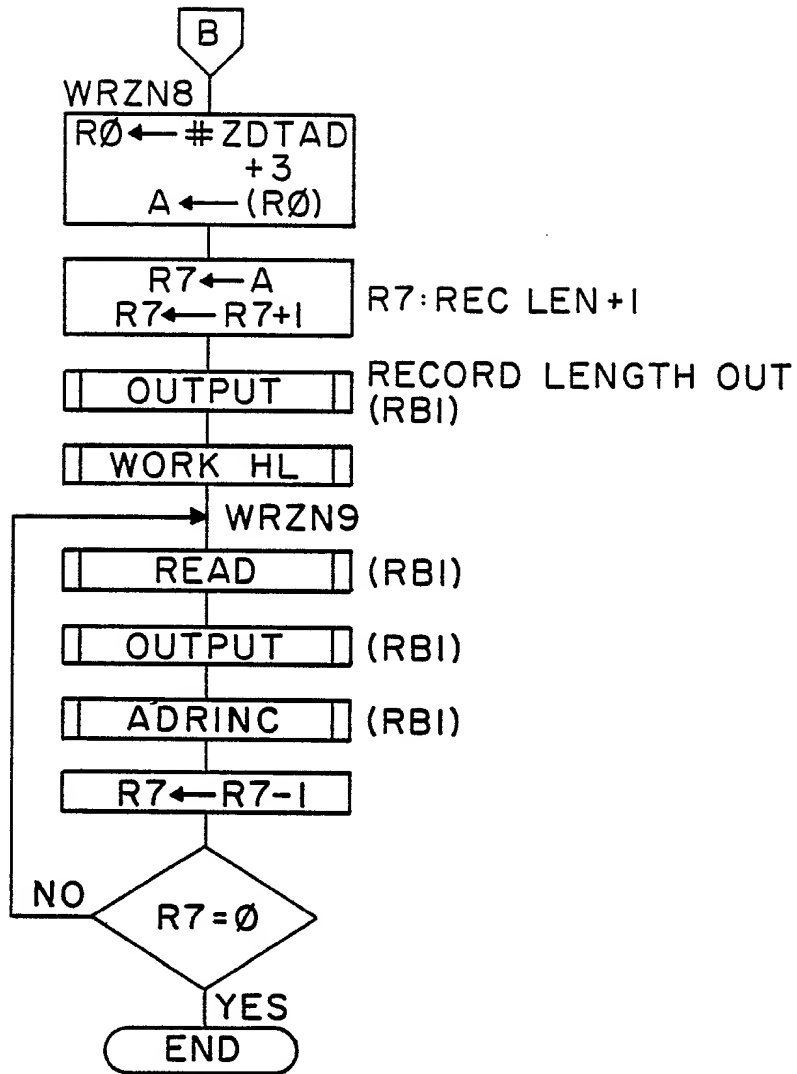 B
WRZN8
RØ ← # ZDTAD
+3
A ← (RØ)
R7 ← A
R7 ← R7+1
R7: REC LEN+1
OUTPUT
RECORD LENGTH OUT
(RB1)
WORK HL
WRZN9
READ (RB1)
OUTPUT (RB1)
ADRINC (RB1)
R7 ← R7-1
NO
R7=Ø
YES
END